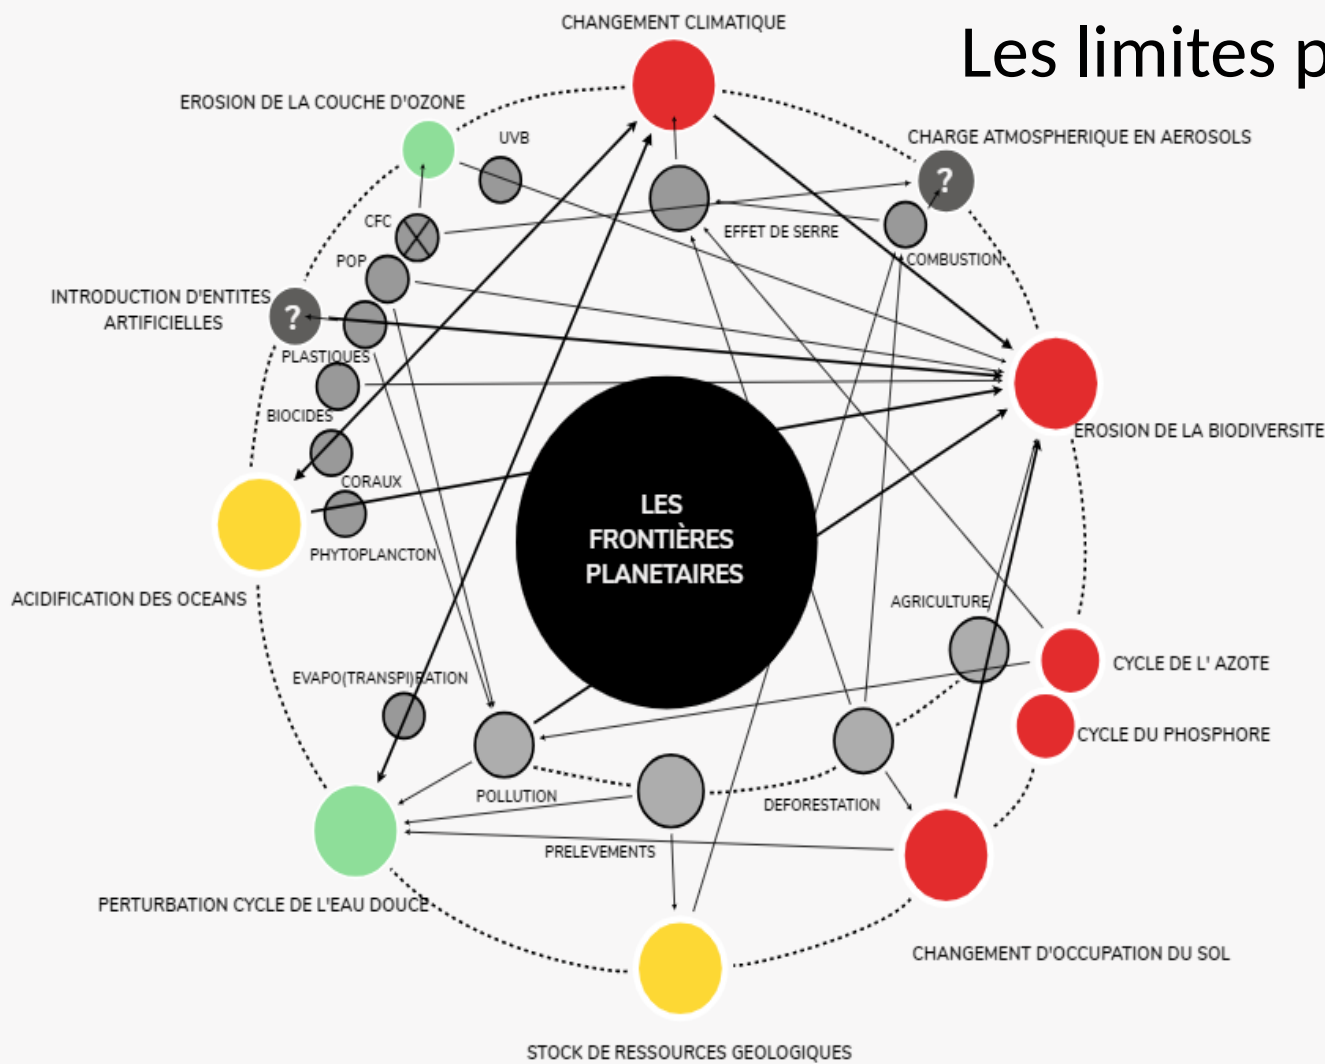 CHANGEMENT CLIMATIQUE
Les limites p
EROSION DE LA COUCHE D'OZONE
UVB
CHARGE ATMOSPHERIQUE EN AEROSOLS
?
CFC
EFFET DE SERRE
COMBUSTION
POP
INTRODUCTION D'ENTITES
ARTIFICIELLES
?
PLASTIQUES
BIOCIDES
EROSION DE LA BIODIVERSITE
CORAUX
PHYTOPLANCTON
LES
FRONTIÈRES
PLANETAIRES
ACIDIFICATION DES OCEANS
AGRICULTURE
CYCLE DE L' AZOTE
EVAPO(TRANSPI)RATION
CYCLE DU PHOSPHORE
POLLUTION
DEFORESTATION
PRELEVEMENTS
PERTURBATION CYCLE DE L'EAU DOUCE
CHANGEMENT D'OCCUPATION DU SOL
STOCK DE RESSOURCES GEOLOGIQUES